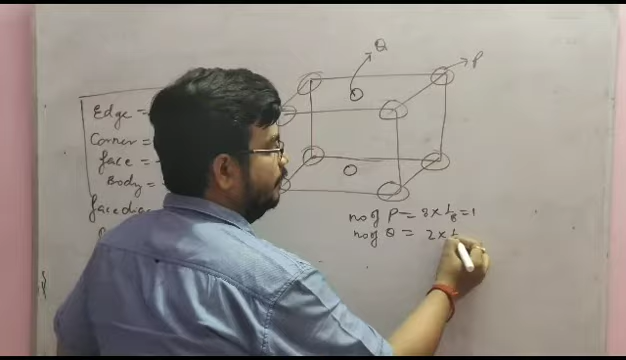 Q
P
Edge =
Corner =
face =
Body =
facedia
no of P = 8 x 1/8 = 1
no of Q = 2 x 1